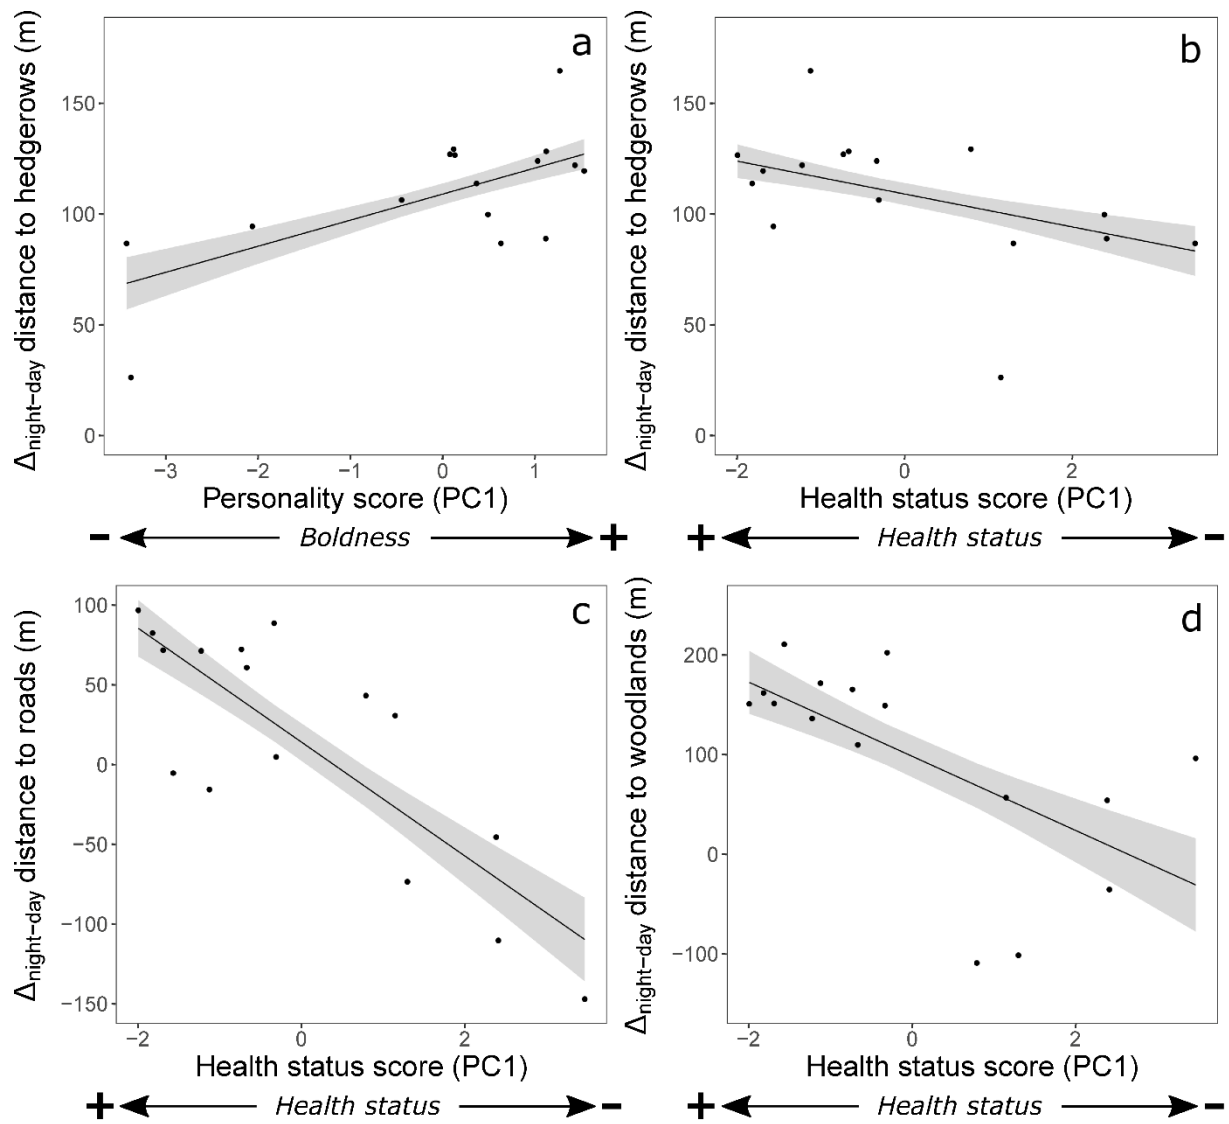 a
Δnight−day distance to hedgerows (m)
150
100
50
0
−3 −2 −1 0 1
Personality score (PC1)
− Boldness +
b
Δnight−day distance to hedgerows (m)
150
100
50
0
−2 0 2
Health status score (PC1)
+ Health status −
c
Δnight−day distance to roads (m)
100
50
0
−50
−100
−150
−2 0 2
Health status score (PC1)
+ Health status −
d
Δnight−day distance to woodlands (m)
200
100
0
−100
−2 0 2
Health status score (PC1)
+ Health status −